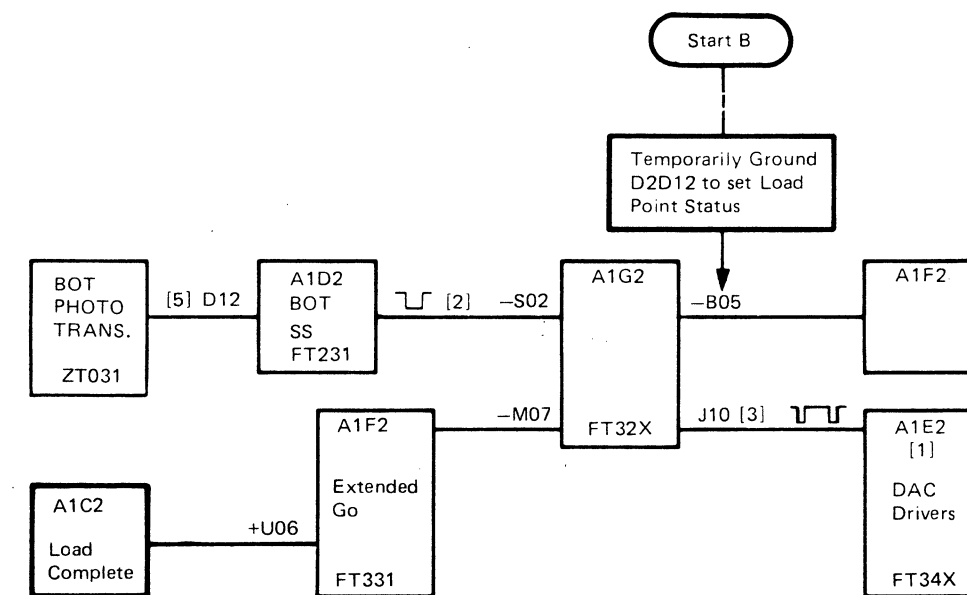 Start B
Temporarily Ground
D2D12 to set Load
Point Status
BOT
PHOTO
TRANS.
ZT031
[5] D12
A1D2
BOT
SS
FT231
[2]
—S02
A1G2
FT32X
—B05
A1F2
—M07
J10 [3]
A1F2
Extended
Go
FT331
A1E2
[1]
DAC
Drivers
FT34X
A1C2
Load
Complete
+U06